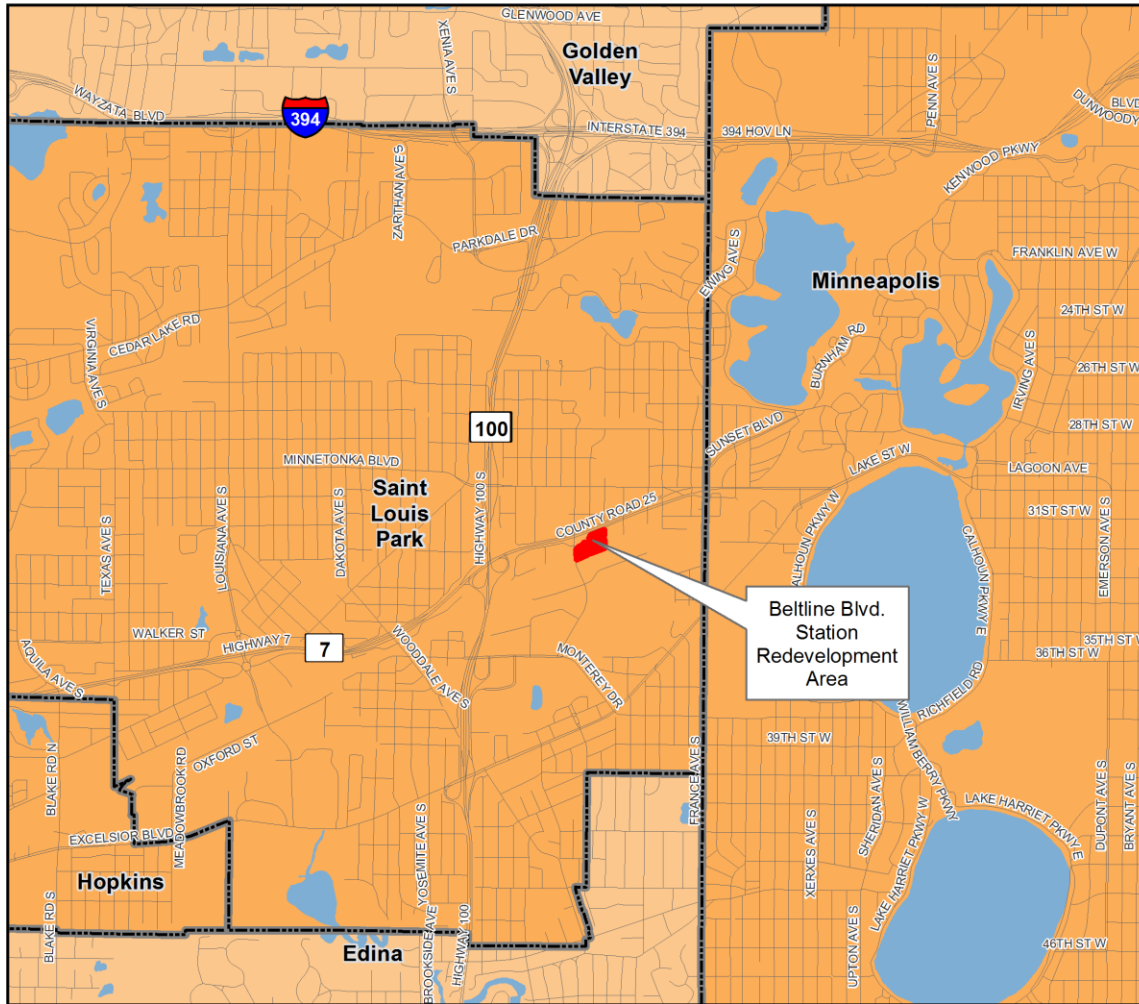 GLENWOOD AVE
XENIA AVE S
Golden
Valley
PENN AVE S
BLVD
DUNWOODY
WAYZATA BLVD
394
INTERSTATE 394
394 HOV LN
KENWOOD PKWY
ZARTHAN AVE S
PARKDALE DR
EWING AVE S
FRANKLIN AVE W
Minneapolis
24TH ST W
VIRGINIA AVE S
CEDAR LAKE RD
BURNHAM RD
IRVING AVE S
26TH ST W
100
SUNSET BLVD
28TH ST W
MINNETONKA BLVD
LAKE ST W
LAGOON AVE
Saint
Louis
Park
TEXAS AVE S
LOUISIANA AVE S
DAKOTA AVE S
HIGHWAY 100 S
COUNTY ROAD 25
31ST ST W
ALHOUN PKWY W
CALHOUN PKWY E
EMERSON AVE S
Beltline Blvd.
Station
Redevelopment
Area
WALKER ST
HIGHWAY 7
7
WOODDALE AVE S
MONTEREY DR
35TH ST W
36TH ST W
AQUILA AVE S
RICHFIELD RD
WILLIAM BERRY PKWY
39TH ST W
BLAKE RD N
MEADOWBROOK RD
OXFORD ST
FRANCE AVE S
SHERIDAN AVE S
LAKE HARRIET PKWY W
LAKE HARRIET PKWY E
DUPONT AVE S
BRYANT AVE S
EXCELSIOR BLVD
YOSEMITE AVE S
XERXES AVE S
Hopkins
BLAKE RD S
Edina
BROOKSIDE AVE
HIGHWAY 100
UPTON AVE S
46TH ST W